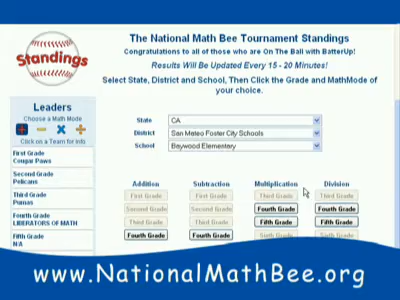 The National Math Bee Tournament Standings
Congratulations to all of those who are On The Ball with BatterUp!
Results Will be Updated Every 15 - 20 Minutes!
Select State, District and School, Then Click the Grade and MathMode of your choice.
Standings
Leaders
Choose a Math Mode
Click on a Team for Info
First Grade
Cougar Paws
Second Grade
Pelicans
Third Grade
Pumas
Fourth Grade
LIBERATORS OF MATH
Fifth Grade
N/A
State CA
District San Mateo Foster City Schools
School Baywood Elementary
Addition Subtraction Multiplication Division
First Grade First Grade Third Grade Third Grade
Second Grade Second Grade Fourth Grade Fourth Grade
Third Grade Third Grade Fifth Grade Fifth Grade
Fourth Grade Fourth Grade Sixth Grade Sixth Grade
www.NationalMathBee.org